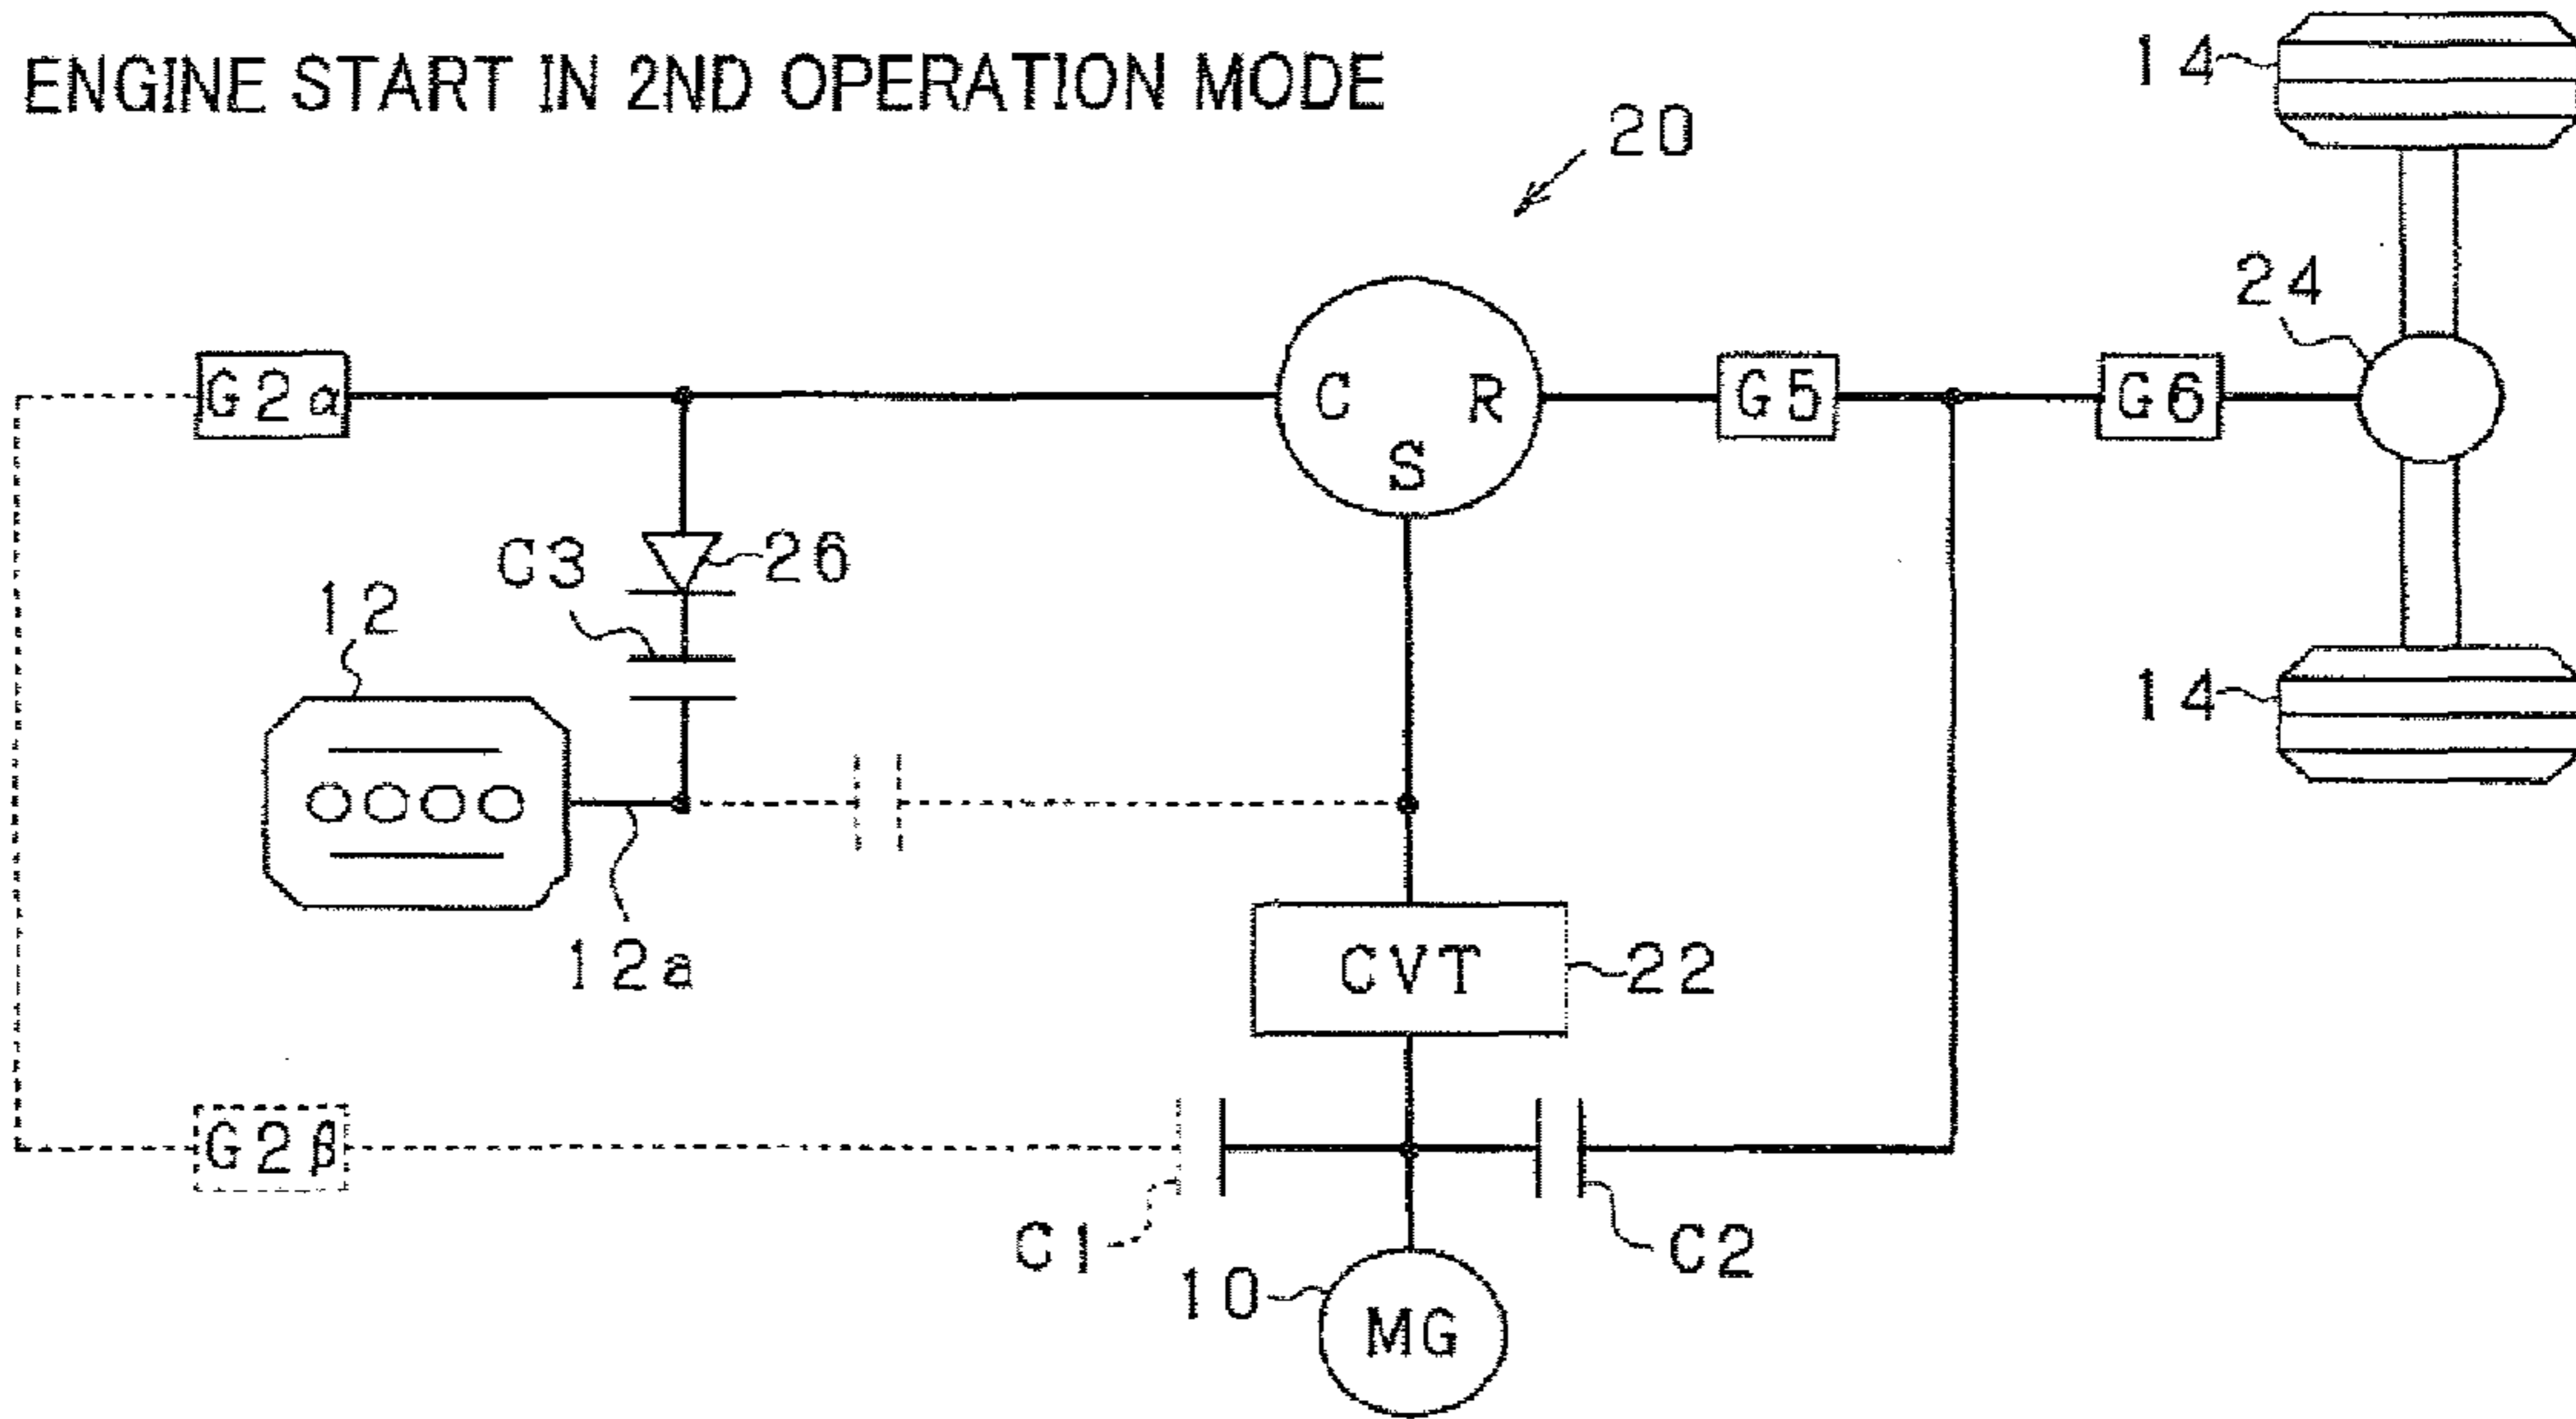 ENGINE START IN 2ND OPERATION MODE
14
20
24
G2α
C
R
S
G5
G6
C3
26
12
14
12a
CVT
22
G2β
C1
10
MG
C2